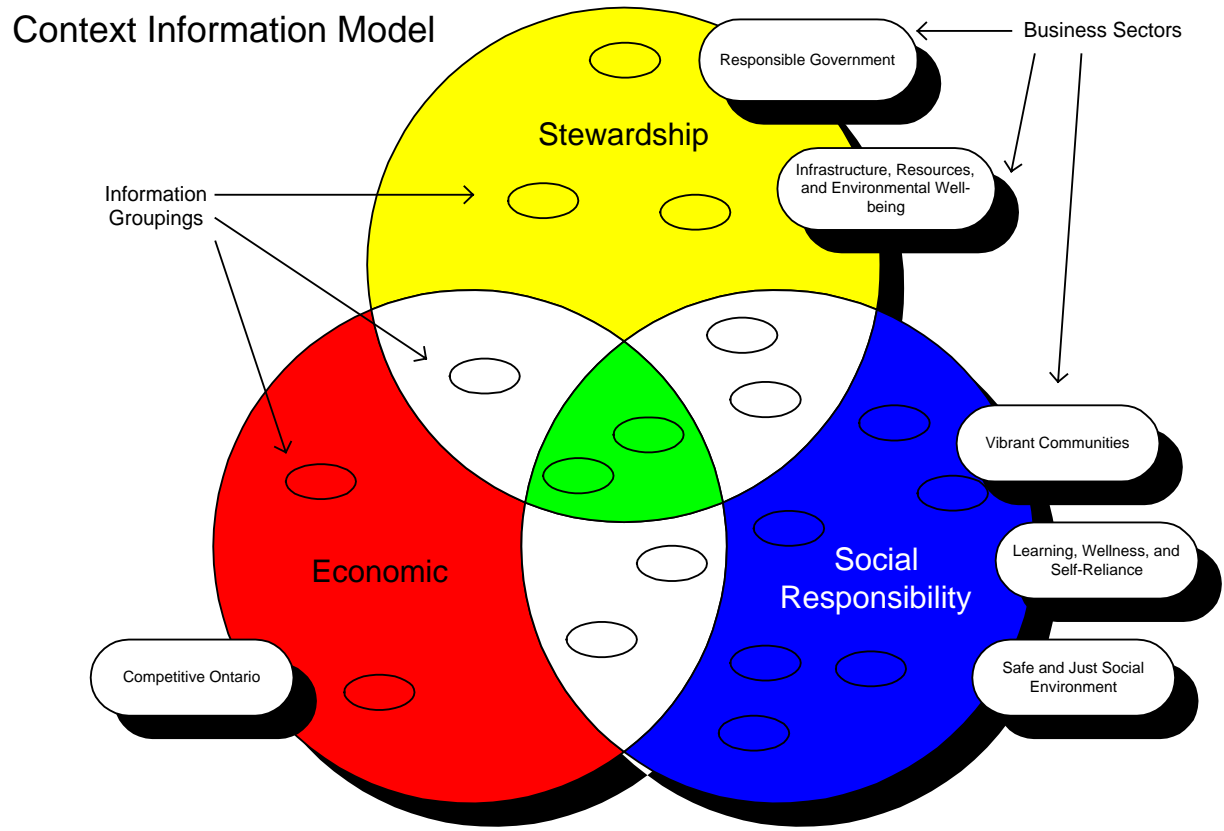 Context Information Model
Business Sectors
Responsible Government
Stewardship
Infrastructure, Resources,
and Environmental Well-
being
Information
Groupings
Vibrant Communities
Economic
Social
Responsibility
Learning, Wellness, and
Self-Reliance
Competitive Ontario
Safe and Just Social
Environment